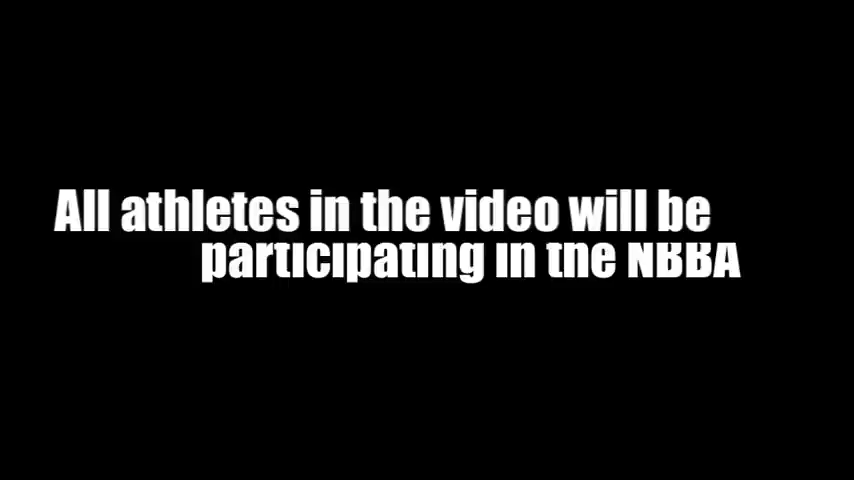 All athletes in the video will be
participating in the NBBA